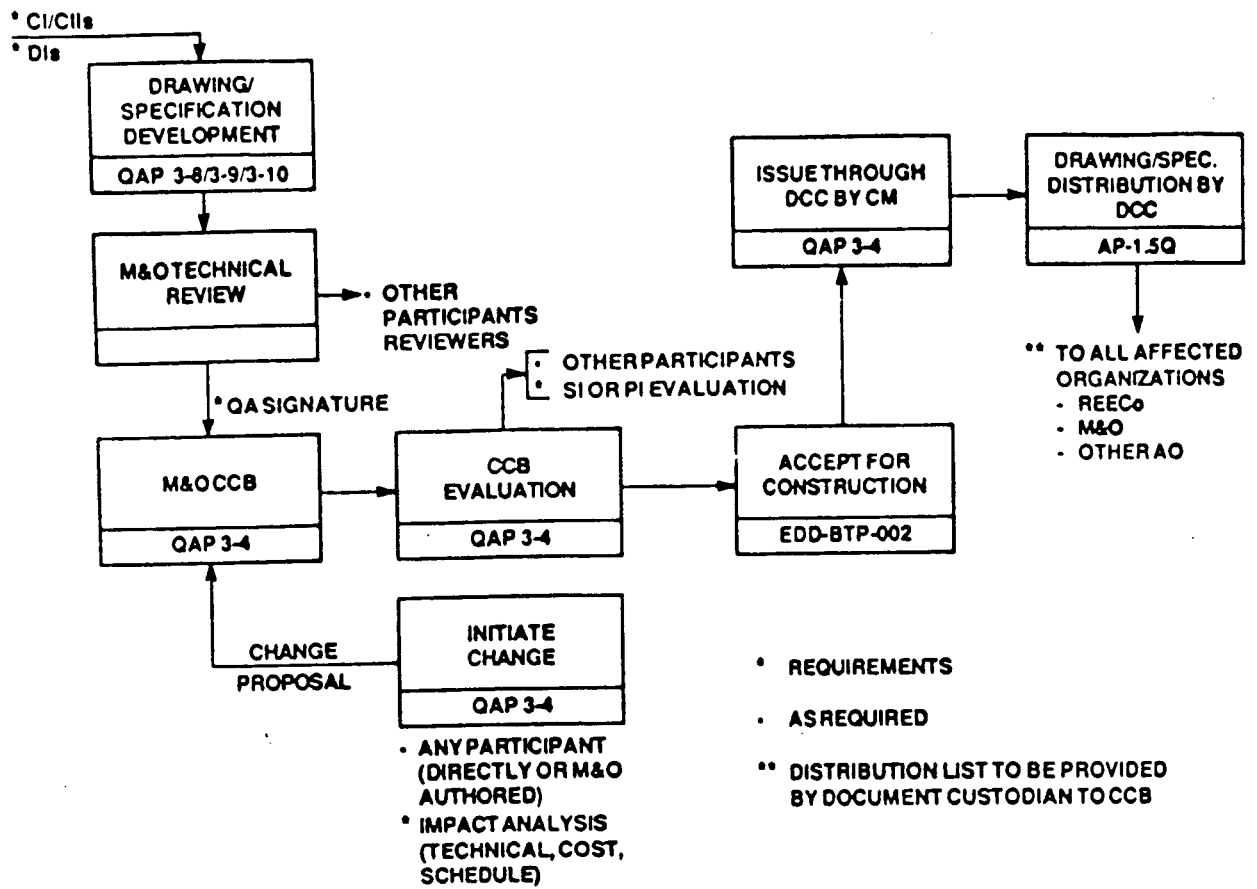 * CI/CIIs
* DIs
DRAWING/
SPECIFICATION
DEVELOPMENT
QAP 3-8/3-9/3-10
M&O TECHNICAL
REVIEW
· OTHER
PARTICIPANTS
REVIEWERS
* QA SIGNATURE
M&O CCB
QAP 3-4
· OTHER PARTICIPANTS
* SI OR PI EVALUATION
CCB
EVALUATION
QAP 3-4
ACCEPT FOR
CONSTRUCTION
EDD-BTP-002
ISSUE THROUGH
DCC BY CM
QAP 3-4
DRAWING/SPEC.
DISTRIBUTION BY
DCC
AP-1.5Q
** TO ALL AFFECTED
ORGANIZATIONS
- REECo
- M&O
- OTHER AO
CHANGE
PROPOSAL
INITIATE
CHANGE
QAP 3-4
· ANY PARTICIPANT
(DIRECTLY OR M&O
AUTHORED)
* IMPACT ANALYSIS
(TECHNICAL, COST,
SCHEDULE)
* REQUIREMENTS
· AS REQUIRED
** DISTRIBUTION LIST TO BE PROVIDED
BY DOCUMENT CUSTODIAN TO CCB